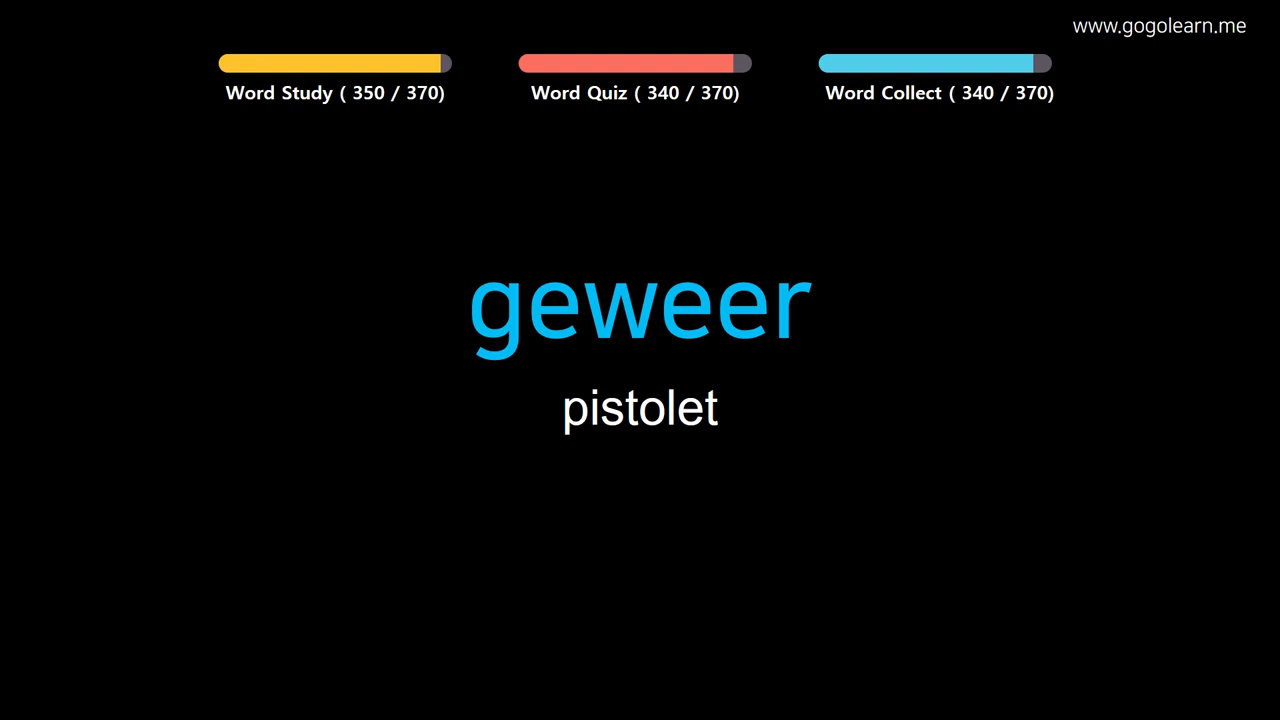 www.gogolearn.me
Word Study ( 350 / 370)
Word Quiz ( 340 / 370)
Word Collect ( 340 / 370)
geweer
pistolet